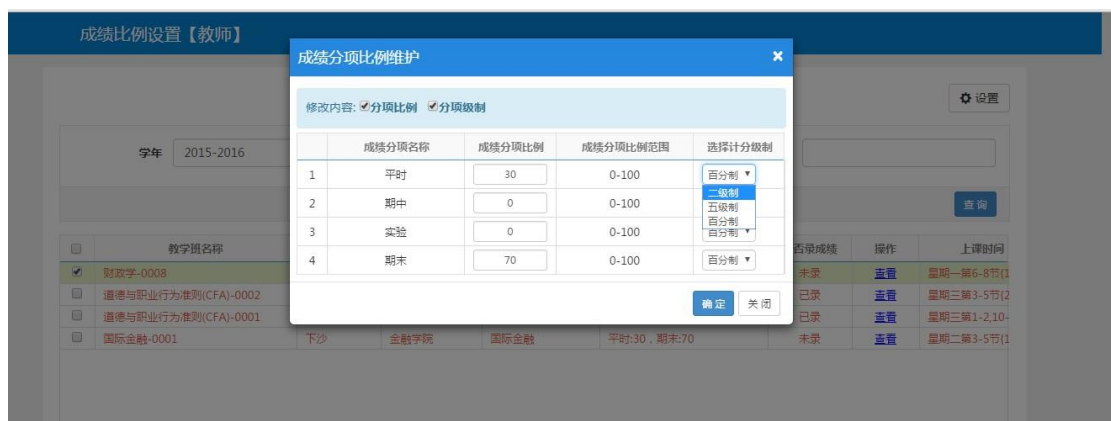 成绩比例设置【教师】
成绩分项比例维护 ×
修改内容: 分项比例 分项级制
设置
学年 2015-2016
成绩分项名称 成绩分项比例 成绩分项比例范围 选择计分级制
1 平时 30 0-100 百分制
二级制
五级制
百分制
2 期中 0 0-100
3 实验 0 0-100 百分制
4 期末 70 0-100 百分制
确定 关闭
查询
教学班名称 否录成绩 操作 上课时间
财政学-0008 未录 查看 星期一第6-8节(1
道德与职业行为准则(CFA)-0002 已录 查看 星期三第3-5节(2
道德与职业行为准则(CFA)-0001 已录 查看 星期三第1-2,10-
国际金融-0001 下沙 金融学院 国际金融 平时:30，期末:70 未录 查看 星期二第3-5节(1